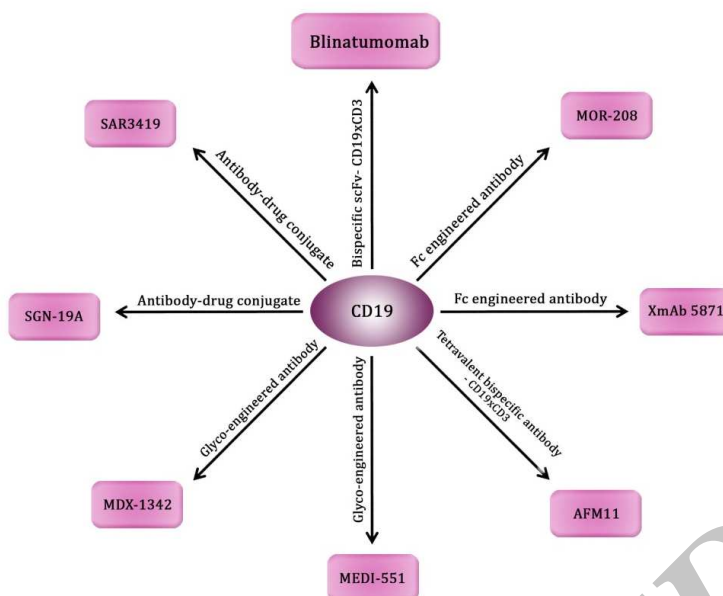 Blinatumomab
SAR3419
MOR-208
Antibody-drug conjugate
Bispecific scFv- CD19xCD3
Fc engineered antibody
SGN-19A
Antibody-drug conjugate
CD19
Fc engineered antibody
XmAb 5871
Glyco-engineered antibody
Glyco-engineered antibody
Tetravalent bispecific antibody
- CD19xCD3
MDX-1342
AFM11
MEDI-551